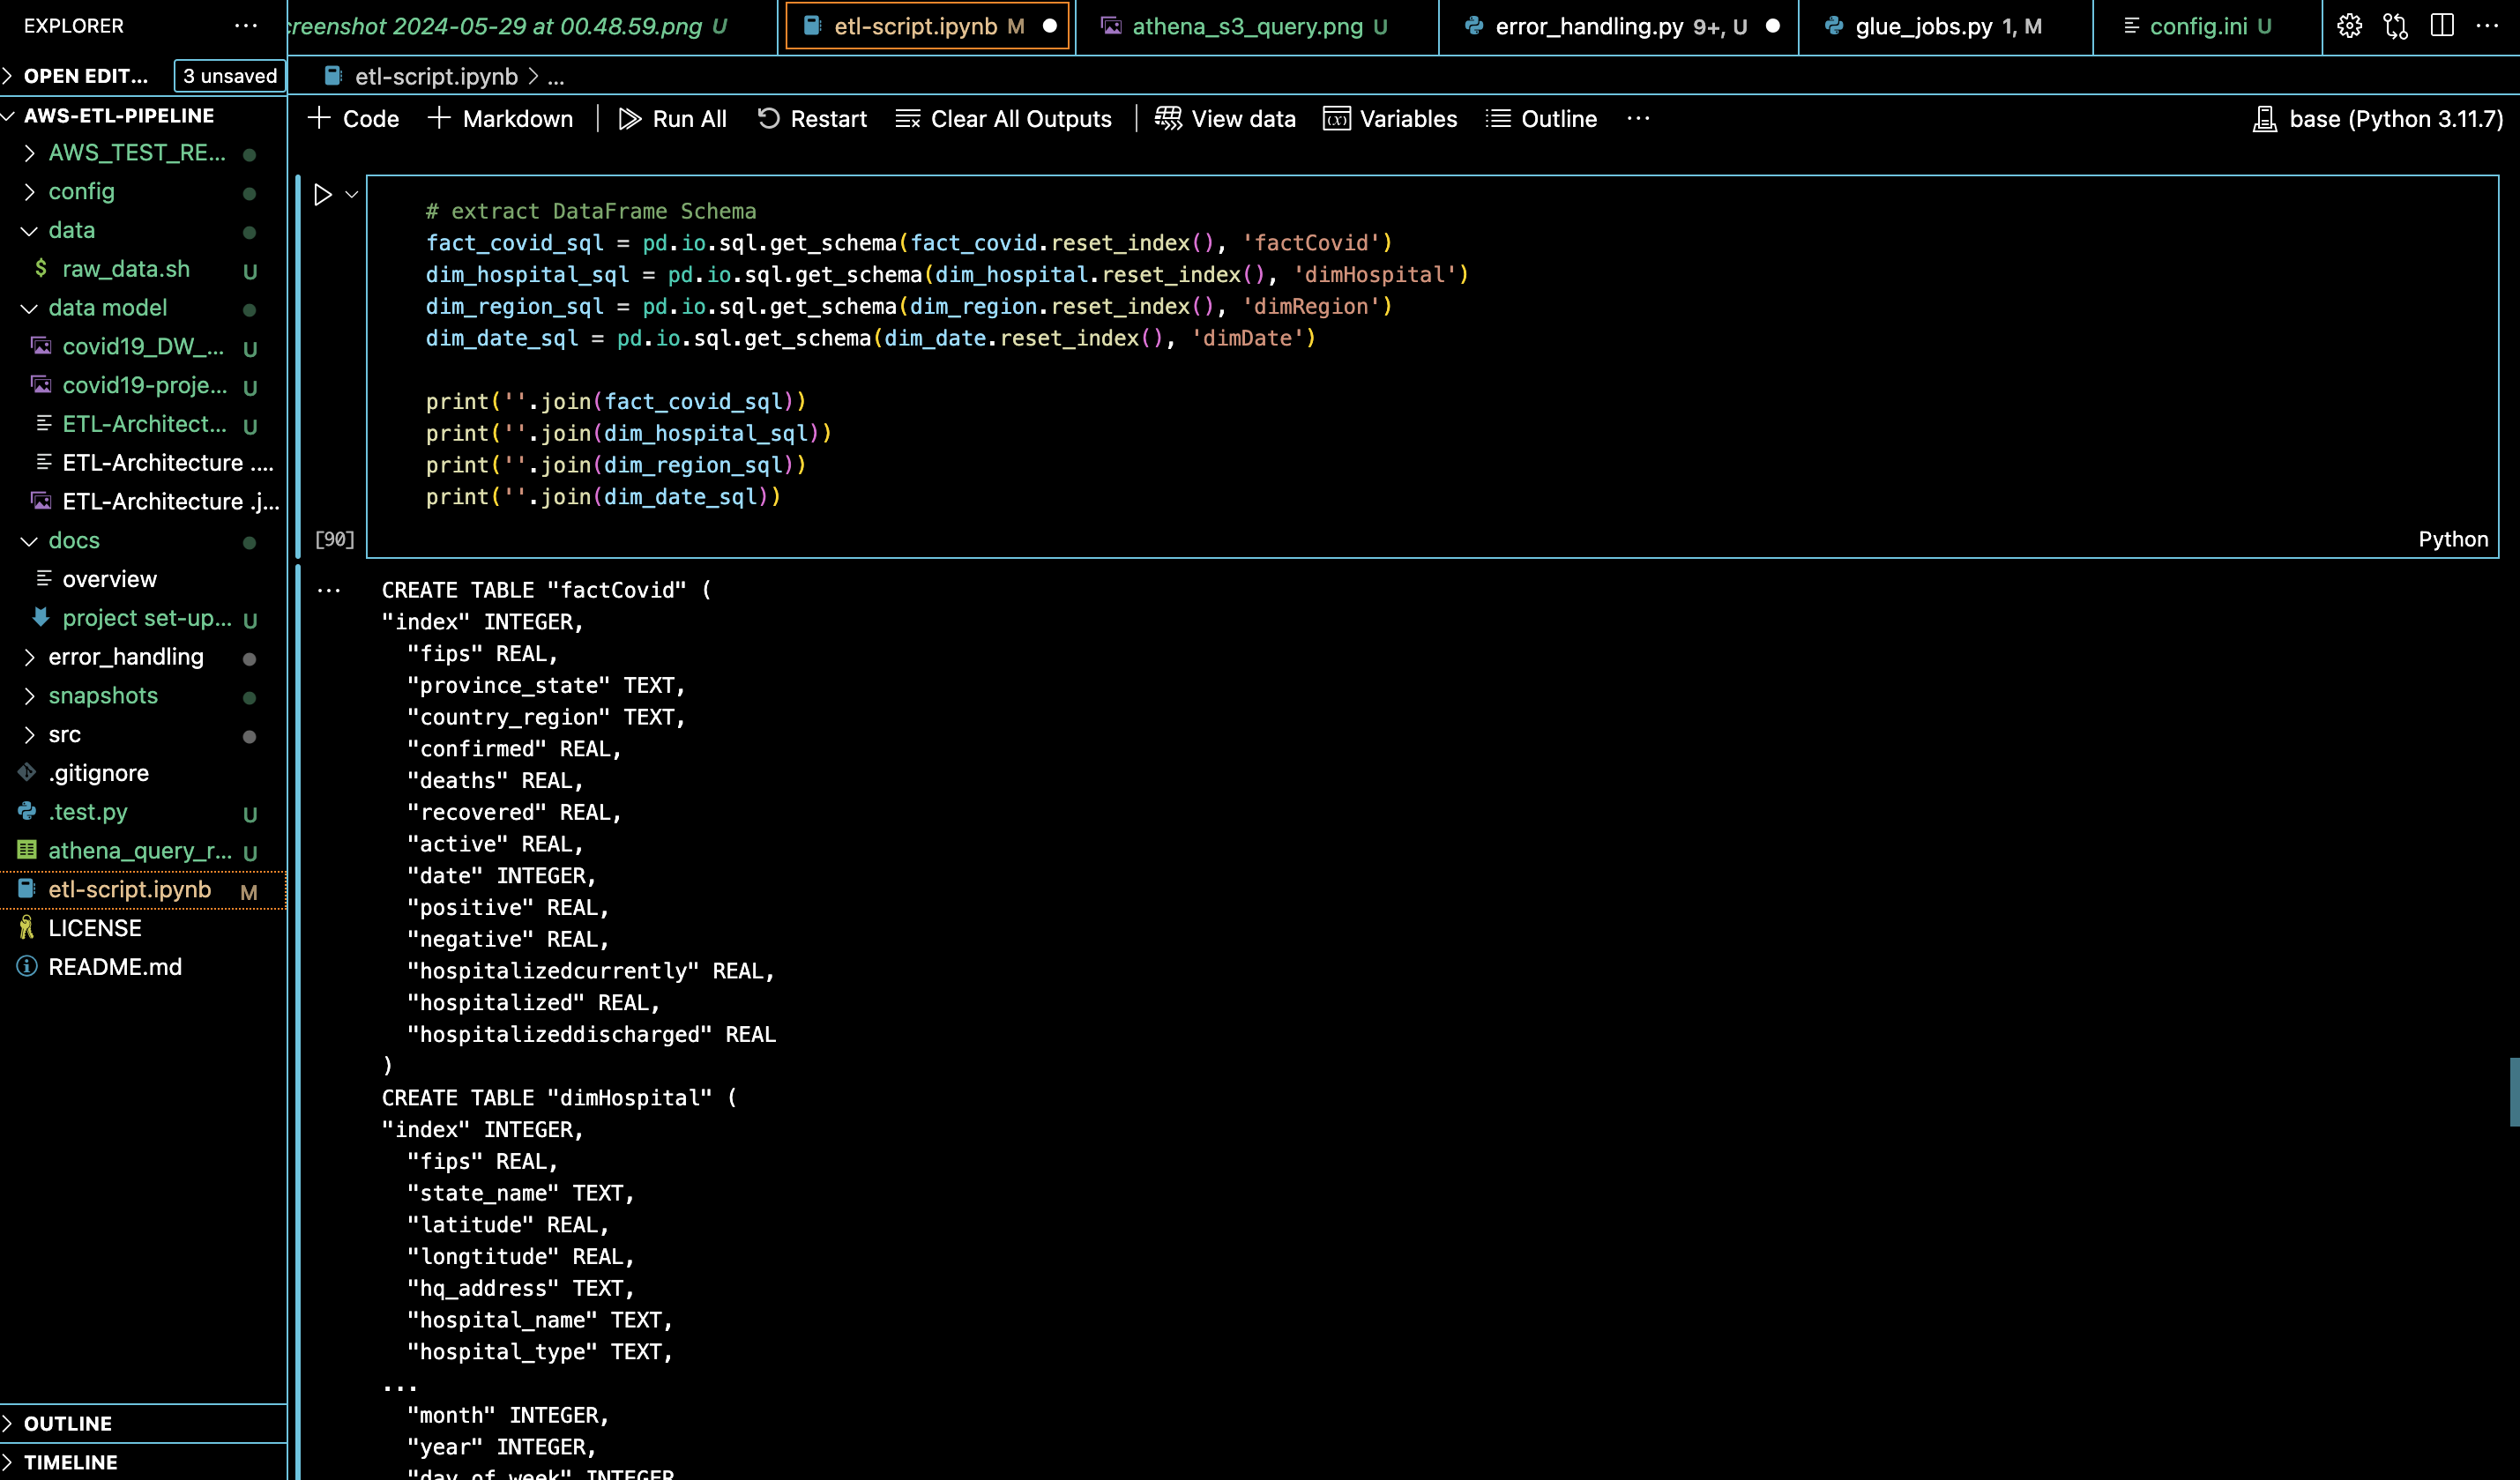 EXPLORER ...
creenshot 2024-05-29 at 00.48.59.png U
etl-script.ipynb M
athena_s3_query.png U
error_handling.py 9+, U
glue_jobs.py 1, M
config.ini U
OPEN EDIT... 3 unsaved
etl-script.ipynb > ...
AWS-ETL-PIPELINE
Code
Markdown
Run All
Restart
Clear All Outputs
View data
Variables
Outline
...
base (Python 3.11.7)
AWS_TEST_RE...
config
data
raw_data.sh U
data model
covid19_DW_... U
covid19-proje... U
ETL-Architect... U
ETL-Architecture ....
ETL-Architecture .j...
docs
overview
project set-up... U
error_handling
snapshots
src
.gitignore
.test.py U
athena_query_r... U
etl-script.ipynb M
LICENSE
README.md
OUTLINE
TIMELINE
# extract DataFrame Schema
fact_covid_sql = pd.io.sql.get_schema(fact_covid.reset_index(), 'factCovid')
dim_hospital_sql = pd.io.sql.get_schema(dim_hospital.reset_index(), 'dimHospital')
dim_region_sql = pd.io.sql.get_schema(dim_region.reset_index(), 'dimRegion')
dim_date_sql = pd.io.sql.get_schema(dim_date.reset_index(), 'dimDate')
print(''.join(fact_covid_sql))
print(''.join(dim_hospital_sql))
print(''.join(dim_region_sql))
print(''.join(dim_date_sql))
[90]
Python
... CREATE TABLE "factCovid" (
"index" INTEGER,
"fips" REAL,
"province_state" TEXT,
"country_region" TEXT,
"confirmed" REAL,
"deaths" REAL,
"recovered" REAL,
"active" REAL,
"date" INTEGER,
"positive" REAL,
"negative" REAL,
"hospitalizedcurrently" REAL,
"hospitalized" REAL,
"hospitalizeddischarged" REAL
)
CREATE TABLE "dimHospital" (
"index" INTEGER,
"fips" REAL,
"state_name" TEXT,
"latitude" REAL,
"longtitude" REAL,
"hq_address" TEXT,
"hospital_name" TEXT,
"hospital_type" TEXT,
...
"month" INTEGER,
"year" INTEGER,
"day_of_week" INTEGER